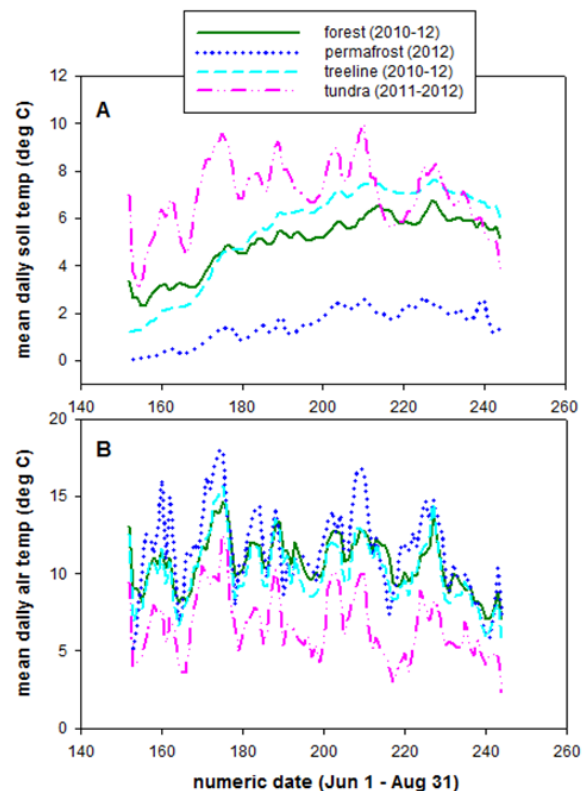 forest (2010-12)
permafrost (2012)
treeline (2010-12)
tundra (2011-2012)
A
mean daily soil temp (deg C)
12
10
8
6
4
2
0
140 160 180 200 220 240 260
B
mean daily air temp (deg C)
20
15
10
5
0
140 160 180 200 220 240 260
numeric date (Jun 1 - Aug 31)